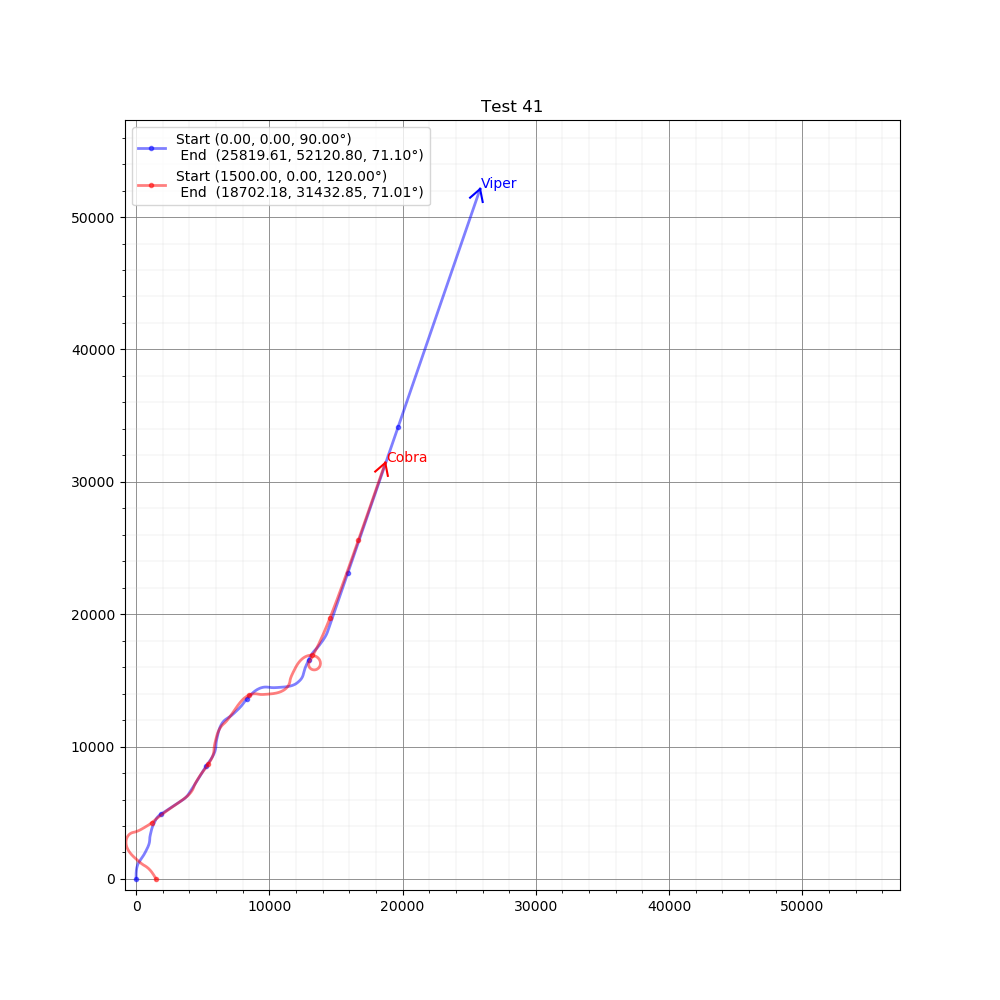 Test 41
Start (0.00, 0.00, 90.00°)
End  (25819.61, 52120.80, 71.10°)
Start (1500.00, 0.00, 120.00°)
End  (18702.18, 31432.85, 71.01°)
Viper
Cobra
50000
40000
30000
20000
10000
0
0 10000 20000 30000 40000 50000